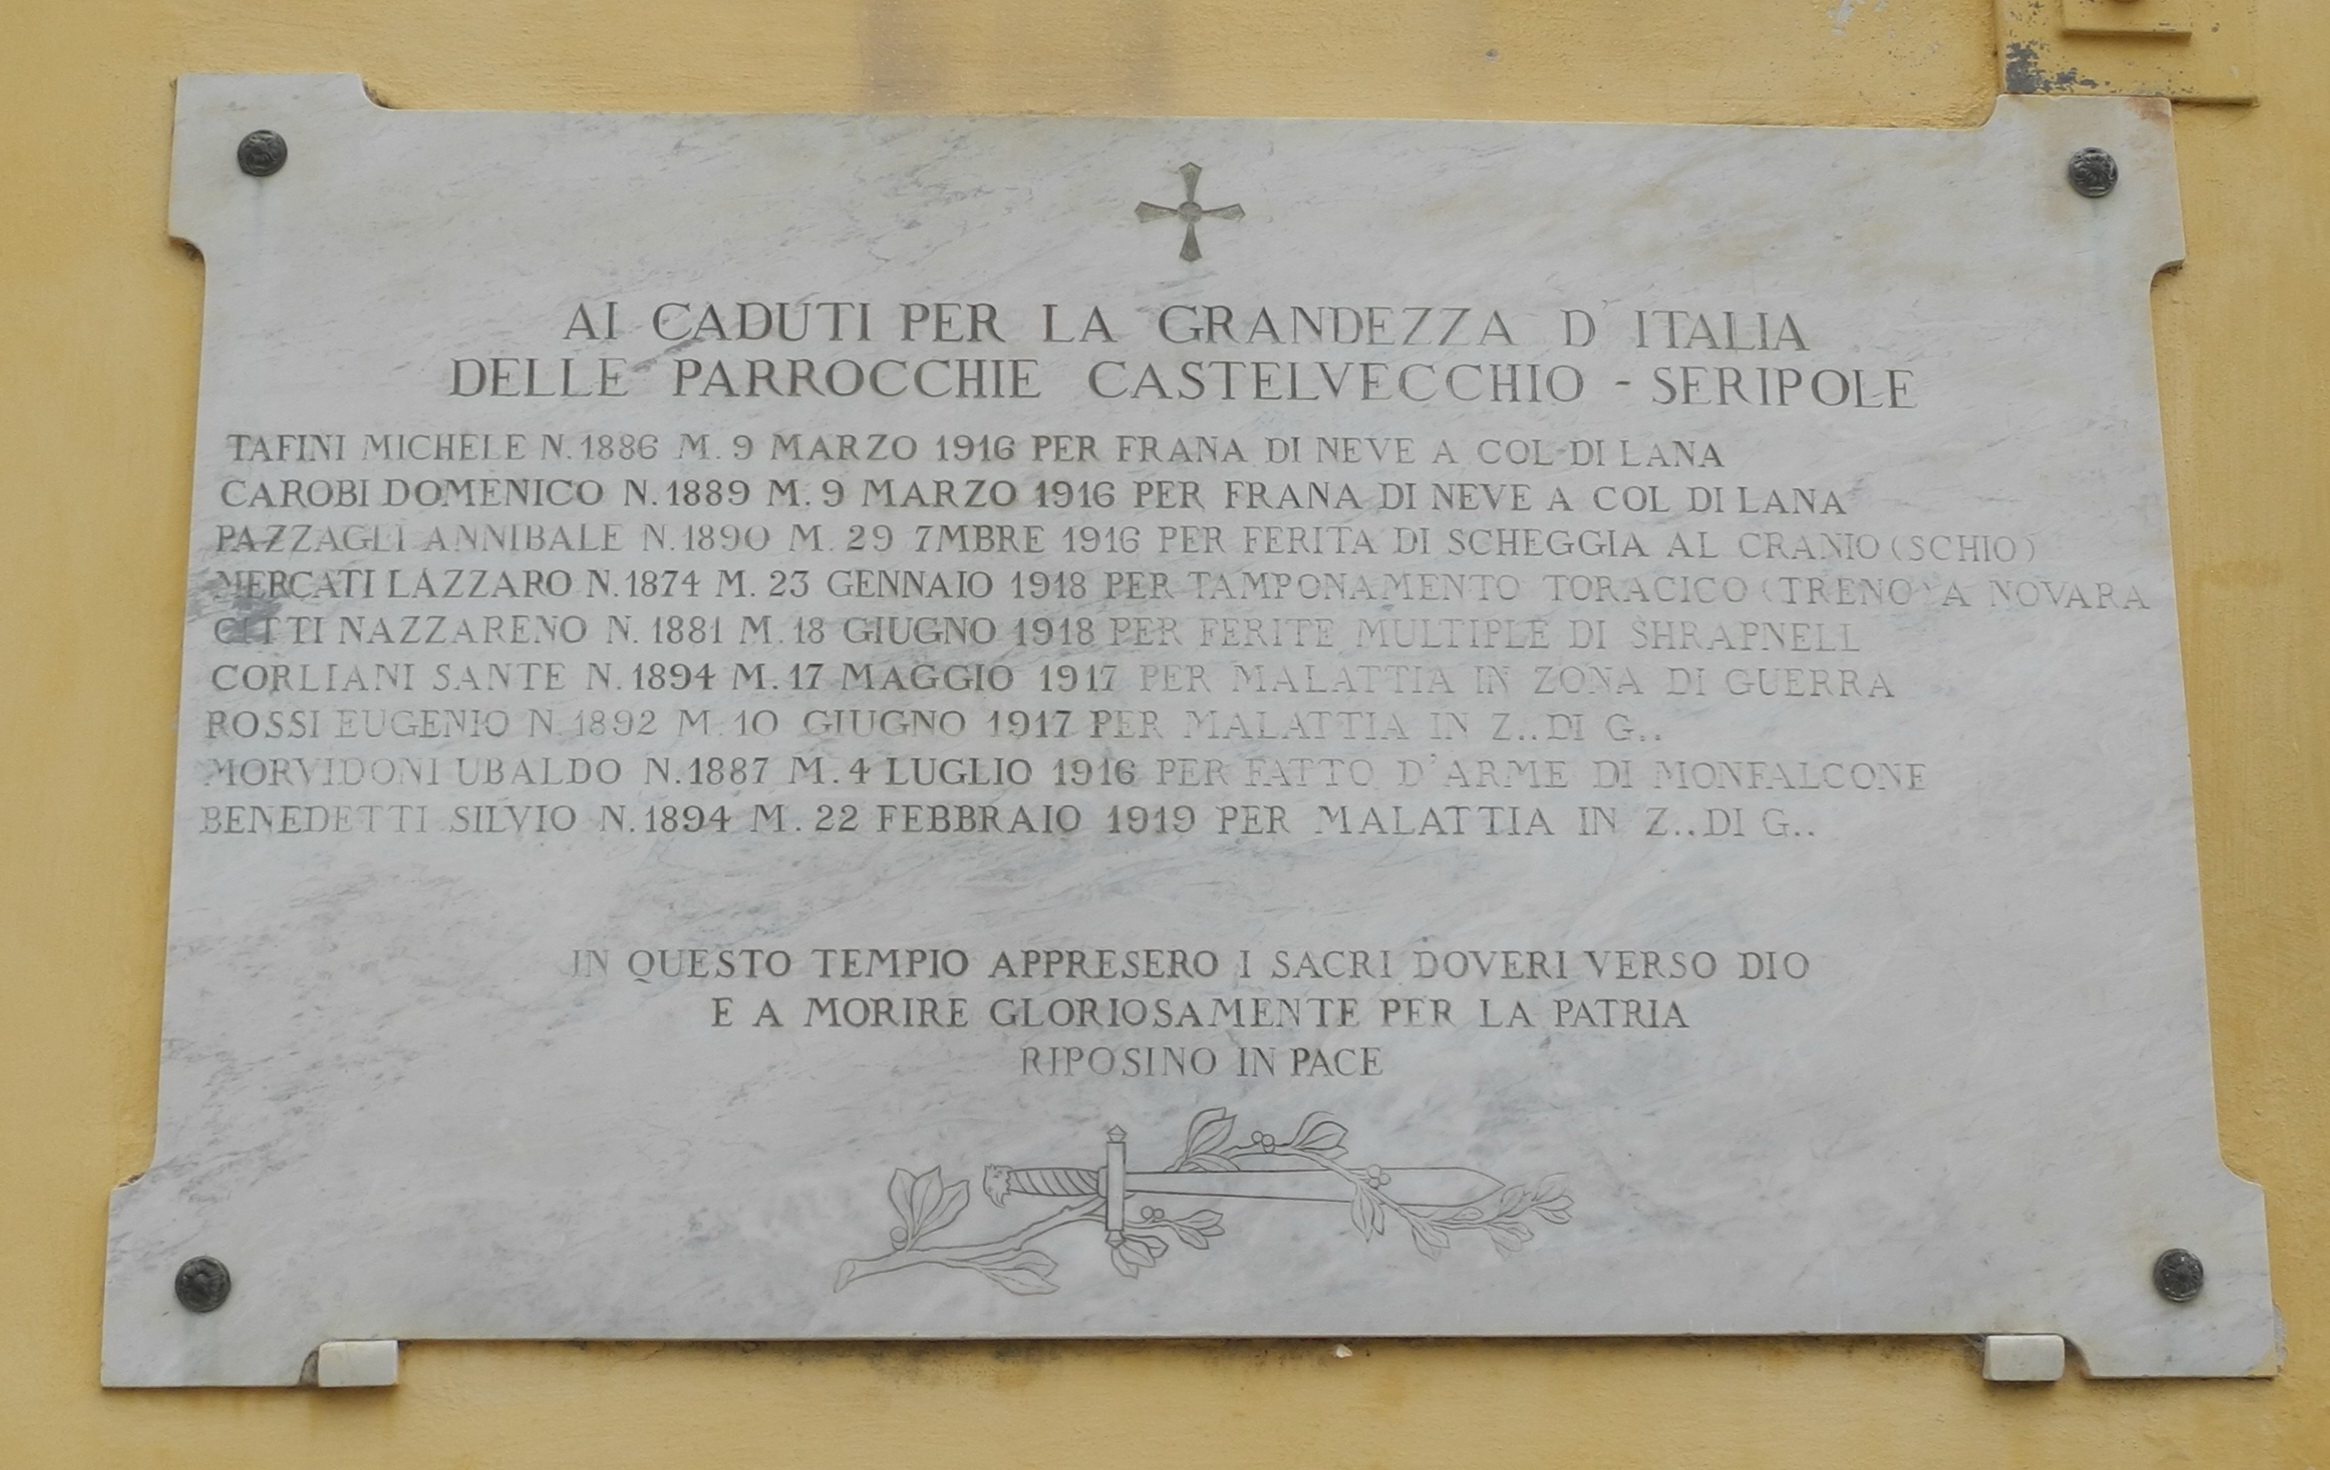 AI CADUTI PER LA GRANDEZZA D'ITALIA
DELLE PARROCCHIE CASTELVECCHIO - SERIPOLE
TAFINI MICHELE N.1886 M. 9 MARZO 1916 PER FRANA DI NEVE A COL DI LANA
CAROBI DOMENICO N.1889 M. 9 MARZO 1916 PER FRANA DI NEVE A COL DI LANA
PAZZAGLI ANNIBALE N.1890 M. 29 7MBRE 1916 PER FERITA DI SCHEGGIA AL CRANIO (SCHIO)
MERCATI LAZZARO N.1874 M. 23 GENNAIO 1918 PER TAMPONAMENTO TORACICO (TRENO) A NOVARA
CITTI NAZZARENO N. 1881 M. 18 GIUGNO 1918 PER FERITE MULTIPLE DI SHRAPNELL
CORLIANI SANTE N. 1894 M. 17 MAGGIO 1917 PER MALATTIA IN ZONA DI GUERRA
ROSSI EUGENIO N. 1892 M. 10 GIUGNO 1917 PER MALATTIA IN Z.. DI G..
MORVIDONI UBALDO N.1887 M. 4 LUGLIO 1916 PER FATTO D'ARME DI MONFALCONE
BENEDETTI SILVIO N.1894 M. 22 FEBBRAIO 1919 PER MALATTIA IN Z.. DI G..
IN QUESTO TEMPIO APPRESERO I SACRI DOVERI VERSO DIO
E A MORIRE GLORIOSAMENTE PER LA PATRIA
RIPOSINO IN PACE